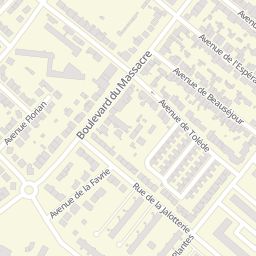 Avenue de l'Espéra
Boulevard du Massacre
Avenue de Beauséjour
Avenue Florian
Avenue de Tolède
Avenue de la Favrie
Rue de la Jalotterie
plantes